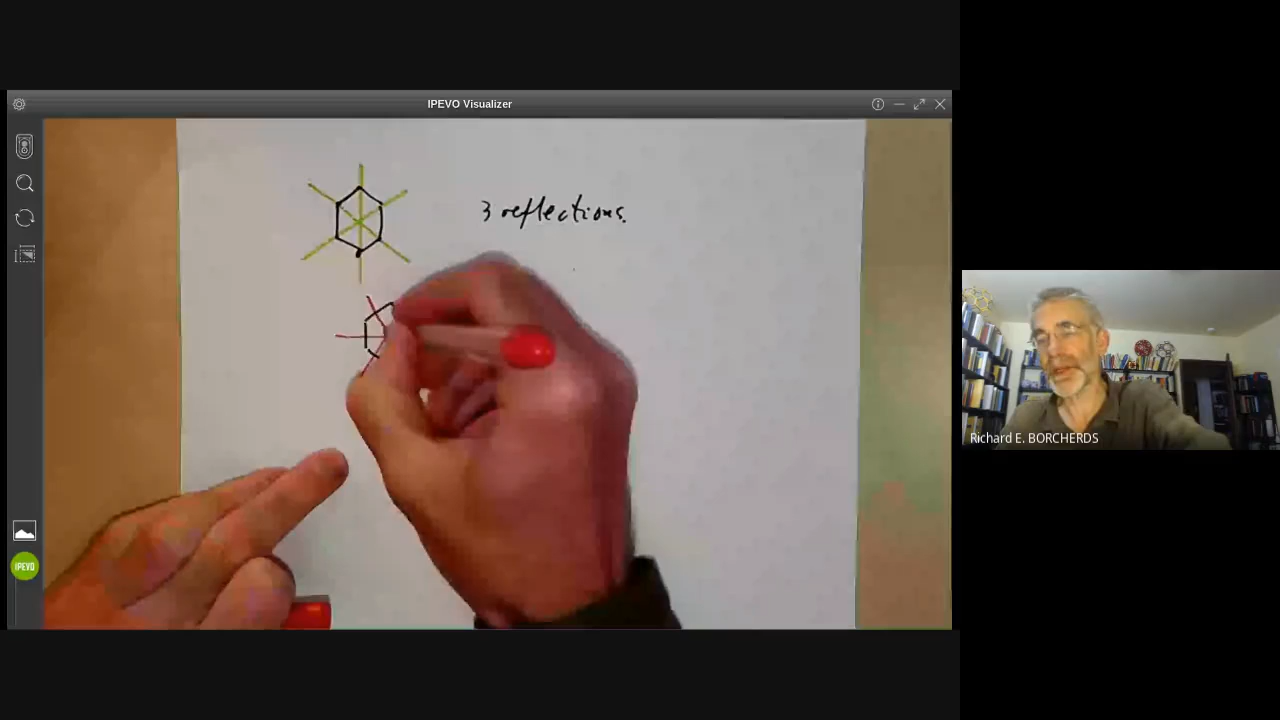 IPEVO Visualizer
3 reflections.
IPEVO
Richard E. BORCHERDS